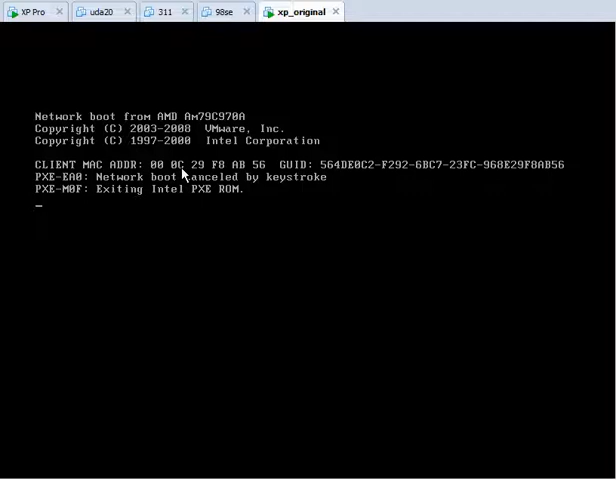 XP Pro
uda20
311
98se
xp_original
Network boot from AMD Am79C970A
Copyright (C) 2003-2008  VMware, Inc.
Copyright (C) 1997-2000  Intel Corporation
CLIENT MAC ADDR: 00 0C 29 F8 AB 56  GUID: 564DE0C2-F292-6BC7-23FC-968E29F8AB56
PXE-EA0: Network boot canceled by keystroke
PXE-M0F: Exiting Intel PXE ROM.